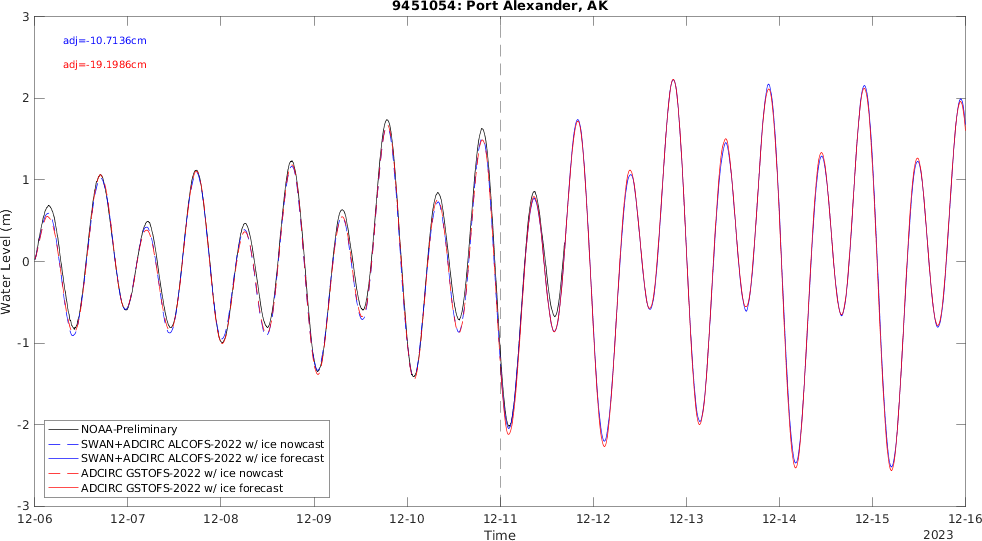 9451054: Port Alexander, AK
3
adj=-10.7136cm
adj=-19.1986cm
2
1
0
-1
-2
-3
Water Level (m)
NOAA-Preliminary
SWAN+ADCIRC ALCOFS-2022 w/ ice nowcast
SWAN+ADCIRC ALCOFS-2022 w/ ice forecast
ADCIRC GSTOFS-2022 w/ ice nowcast
ADCIRC GSTOFS-2022 w/ ice forecast
12-06 12-07 12-08 12-09 12-10 12-11 12-12 12-13 12-14 12-15 12-16
Time
2023